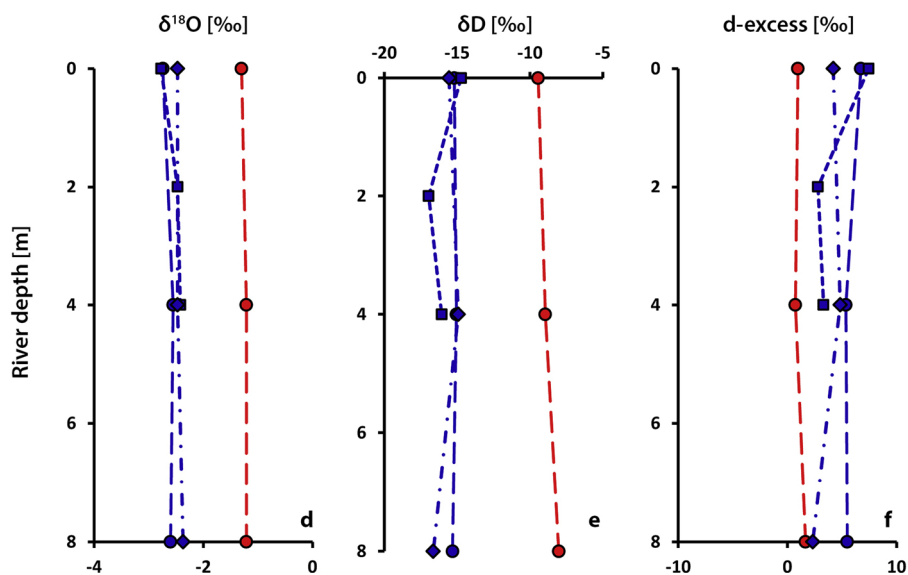 δ¹⁸O [‰] δD [‰] d-excess [‰]
-20 -15 -10 -5
0 0 0
2 2 2
4 4 4
6 6 6
8 8 8
River depth [m]
d e f
-4 -2 0 -10 0 10